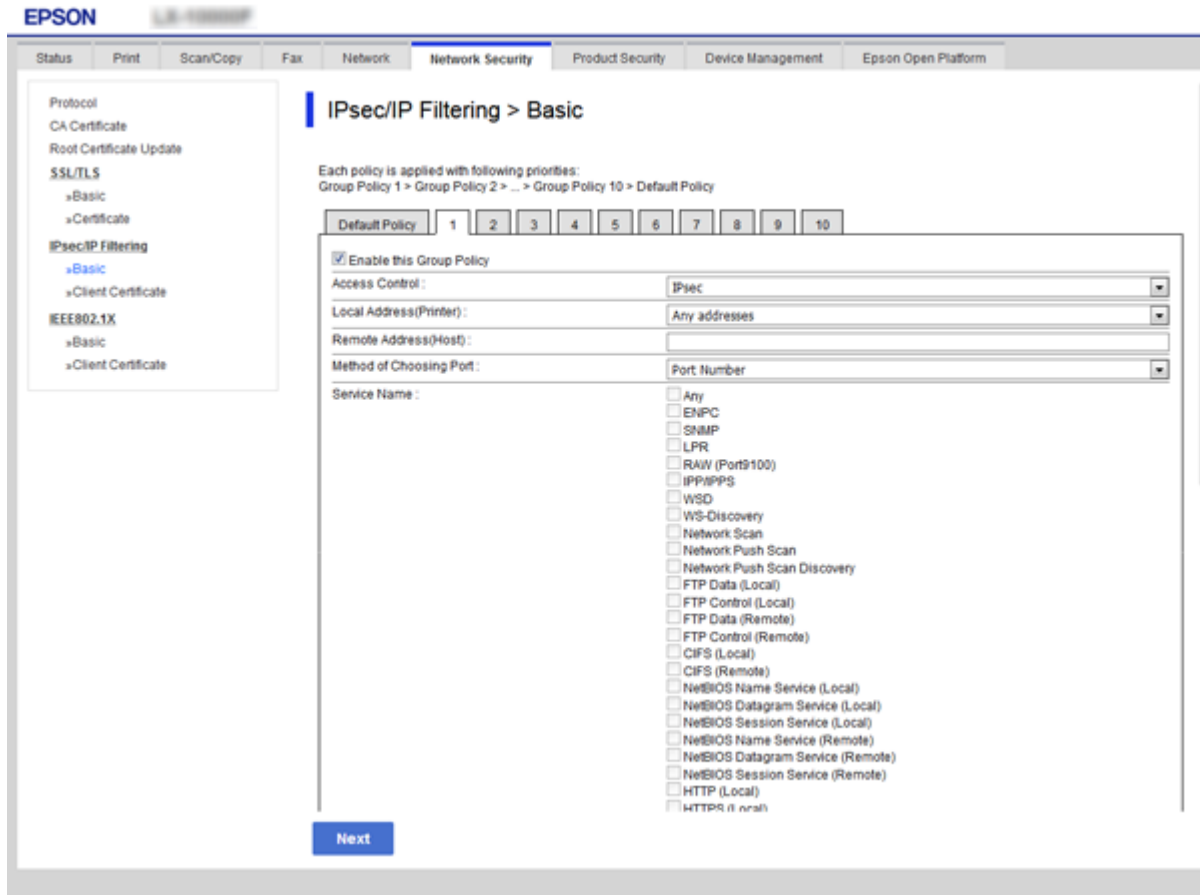 EPSON
Status Print Scan/Copy Fax Network Network Security Product Security Device Management Epson Open Platform
Protocol
CA Certificate
Root Certificate Update
SSL/TLS
»Basic
»Certificate
IPsec/IP Filtering
»Basic
»Client Certificate
IEEE802.1X
»Basic
»Client Certificate
IPsec/IP Filtering > Basic
Each policy is applied with following priorities:
Group Policy 1 > Group Policy 2 > ... > Group Policy 10 > Default Policy
Default Policy 1 2 3 4 5 6 7 8 9 10
Enable this Group Policy
Access Control : IPsec
Local Address(Printer) : Any addresses
Remote Address(Host) :
Method of Choosing Port : Port Number
Service Name : Any
ENPC
SNMP
LPR
RAW (Port9100)
IPP/IPPS
WSD
WS-Discovery
Network Scan
Network Push Scan
Network Push Scan Discovery
FTP Data (Local)
FTP Control (Local)
FTP Data (Remote)
FTP Control (Remote)
CIFS (Local)
CIFS (Remote)
NetBIOS Name Service (Local)
NetBIOS Datagram Service (Local)
NetBIOS Session Service (Local)
NetBIOS Name Service (Remote)
NetBIOS Datagram Service (Remote)
NetBIOS Session Service (Remote)
HTTP (Local)
HTTPS (Local)
Next